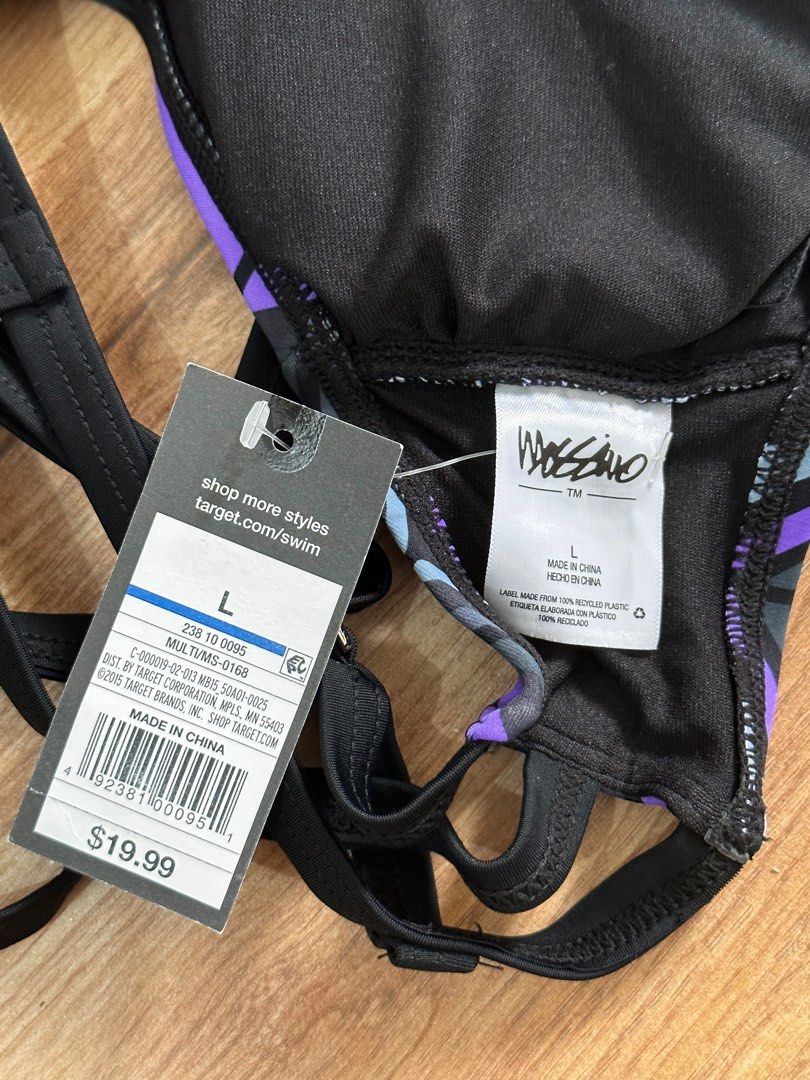 shop more styles
target.com/swim
L
238 10 0095
MULTI/MS-0168
C-000019-02-013 MB15 50A01-0025
DIST. BY TARGET CORPORATION, MPLS, MN 55403
©2015 TARGET BRANDS, INC. SHOP TARGET.COM
MADE IN CHINA
4 92381 00095 1
$19.99
mossimo
TM
L
MADE IN CHINA
HECHO EN CHINA
LABEL MADE FROM 100% RECYCLED PLASTIC
ETIQUETA ELABORADA CON PLÁSTICO
100% RECICLADO